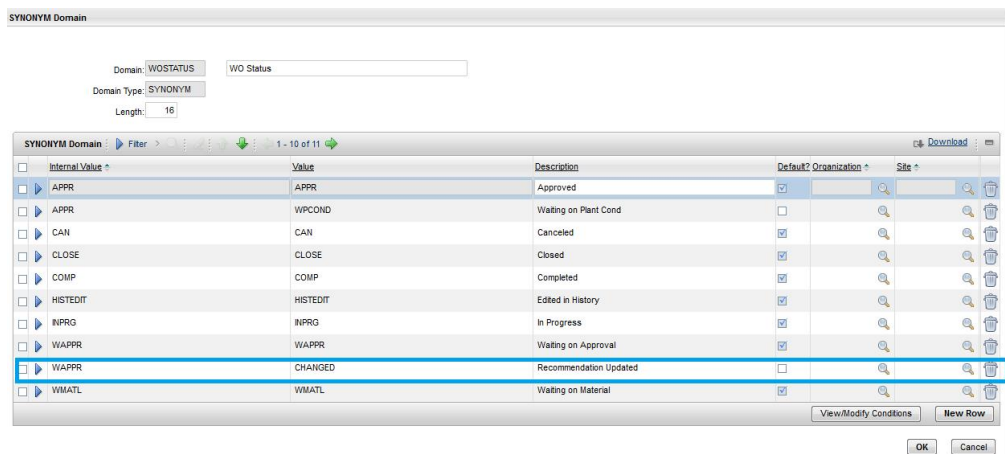 SYNONYM Domain
Domain: WOSTATUS WO Status
Domain Type: SYNONYM
Length: 16
SYNONYM Domain Filter 1 - 10 of 11 Download
Internal Value Value Description Default? Organization Site
APPR APPR Approved
APPR WPCOND Waiting on Plant Cond
CAN CAN Canceled
CLOSE CLOSE Closed
COMP COMP Completed
HISTEDIT HISTEDIT Edited in History
INPRG INPRG In Progress
WAPPR WAPPR Waiting on Approval
WAPPR CHANGED Recommendation Updated
WMATL WMATL Waiting on Material
View/Modify Conditions New Row
OK Cancel